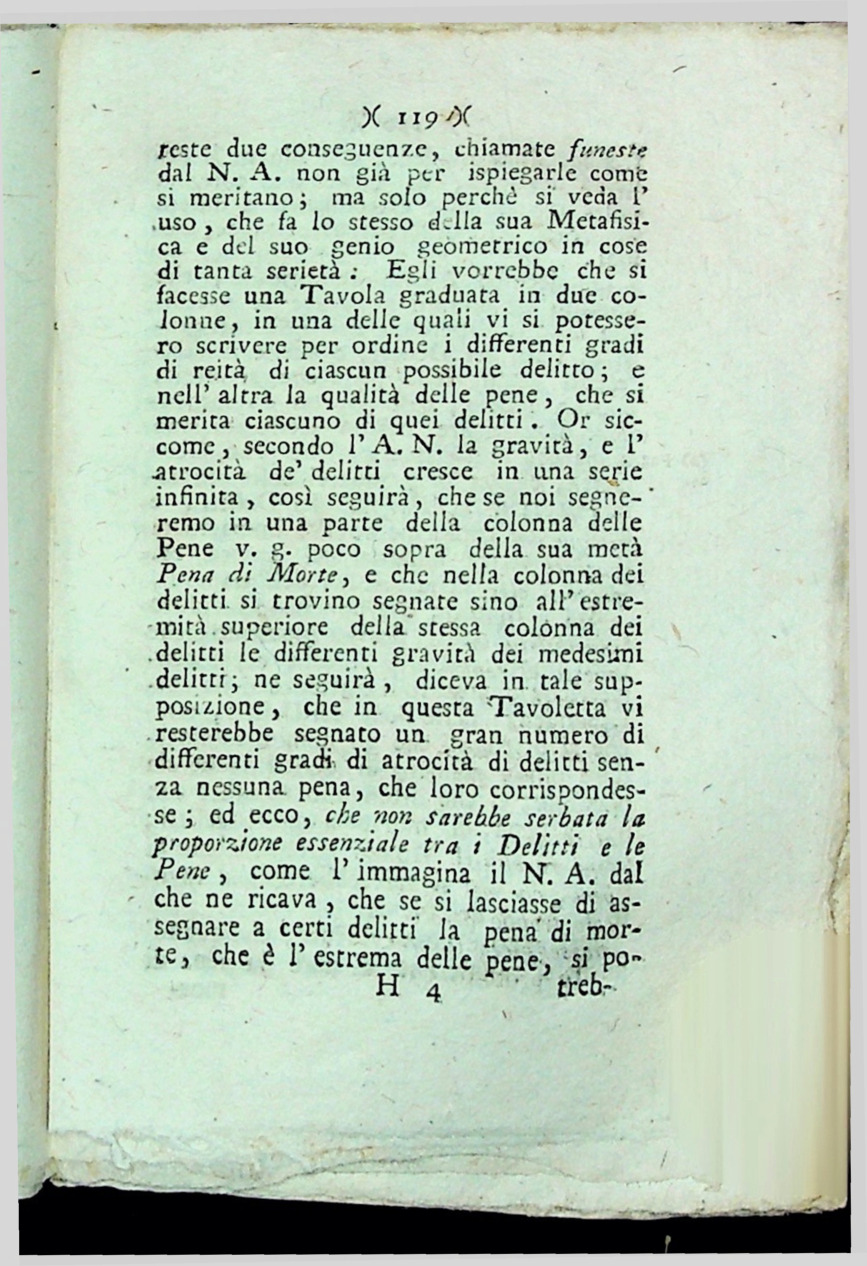 )( 119 )(
reste due conseguenze, chiamate funeste
dal N. A. non già per ispiegarle come
si meritano; ma solo perchè si veda l'
uso, che fa lo stesso della sua Metafisi-
ca e del suo genio geometrico in cose
di tanta serietà: Egli vorrebbe che si
facesse una Tavola graduata in due co-
lonne, in una delle quali vi si potesse-
ro scrivere per ordine i differenti gradi
di reità di ciascun possibile delitto; e
nell' altra la qualità delle pene, che si
merita ciascuno di quei delitti. Or sic-
come, secondo l' A. N. la gravità, e l'
atrocità de' delitti cresce in una serie
infinita, così seguirà, che se noi segne-
remo in una parte della colonna delle
Pene v. g. poco sopra della sua metà
Pena di Morte, e che nella colonna dei
delitti si trovino segnate sino all' estre-
mità superiore della stessa colonna dei
delitti le differenti gravità dei medesimi
delitti; ne seguirà, diceva in tale sup-
posizione, che in questa Tavoletta vi
resterebbe segnato un gran numero di
differenti gradi di atrocità di delitti sen-
za nessuna pena, che loro corrispondes-
se; ed ecco, che non sarebbe serbata la
proporzione essenziale tra i Delitti e le
Pene, come l' immagina il N. A. dal
che ne ricava, che se si lasciasse di as-
segnare a certi delitti la pena di mor-
te, che è l' estrema delle pene, si po-
H 4 treb-